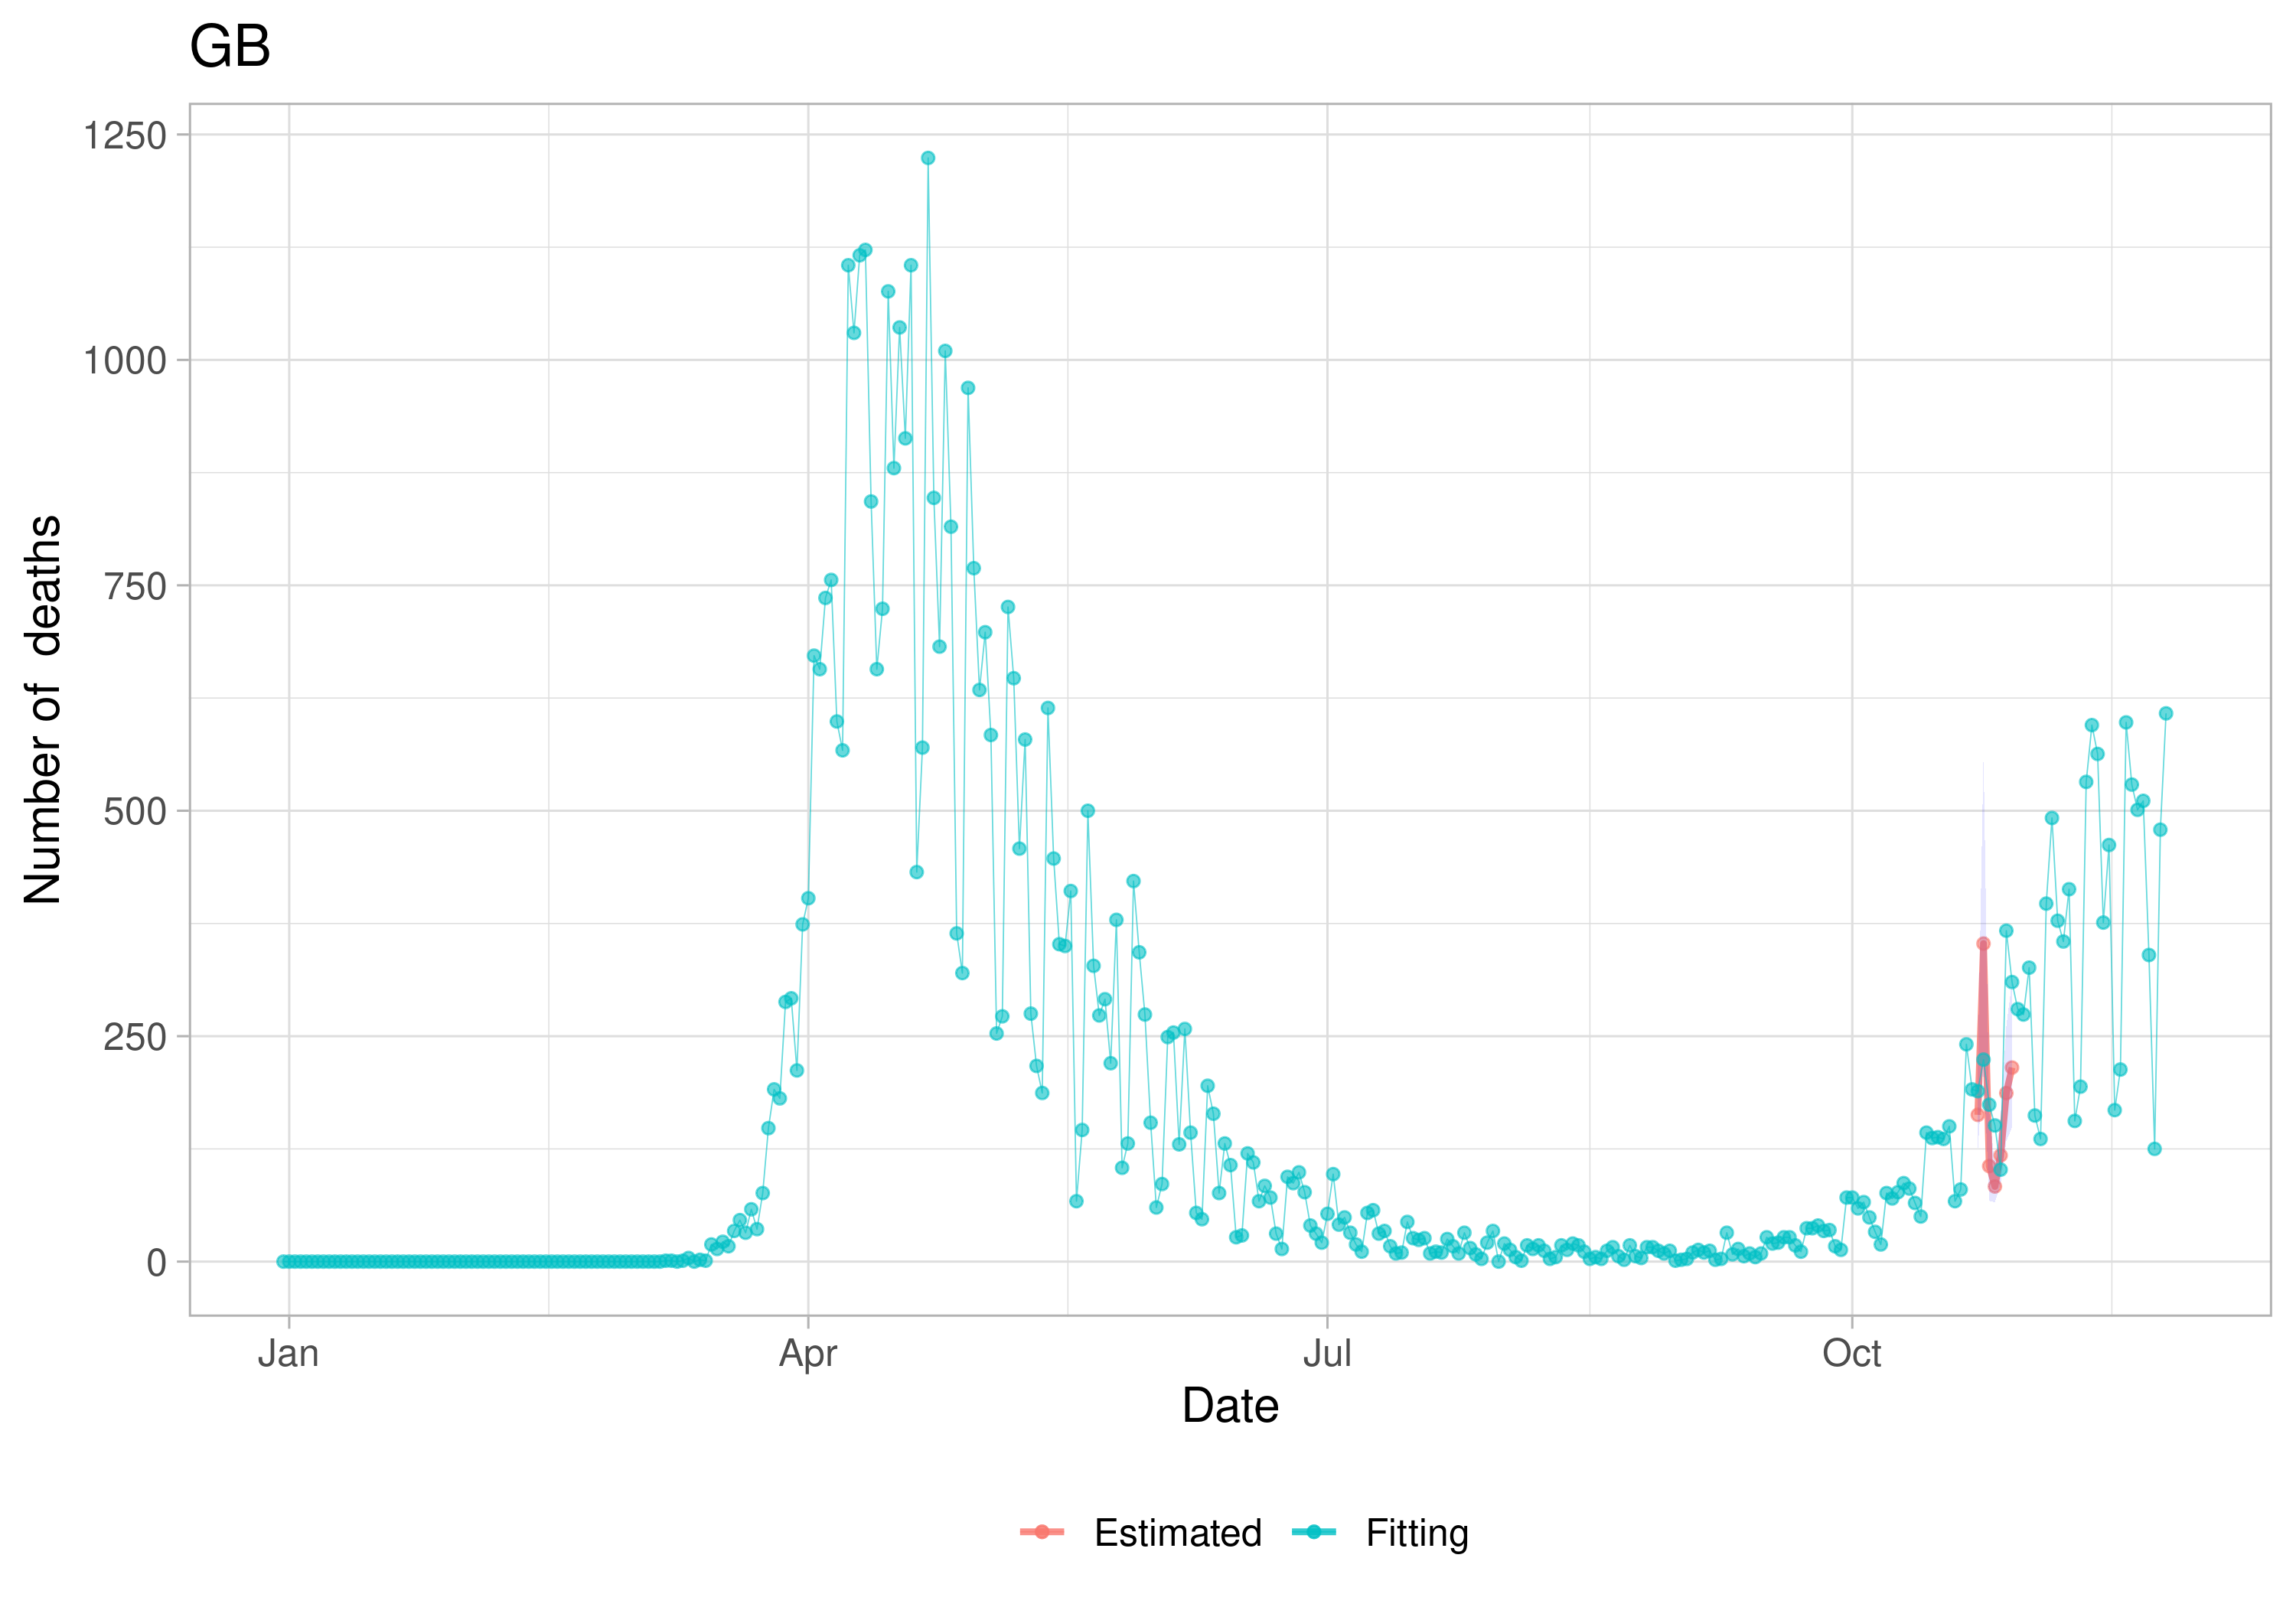 GB
1250
1000
750
500
250
0
Number of deaths
Jan Apr Jul Oct
Date
Estimated Fitting